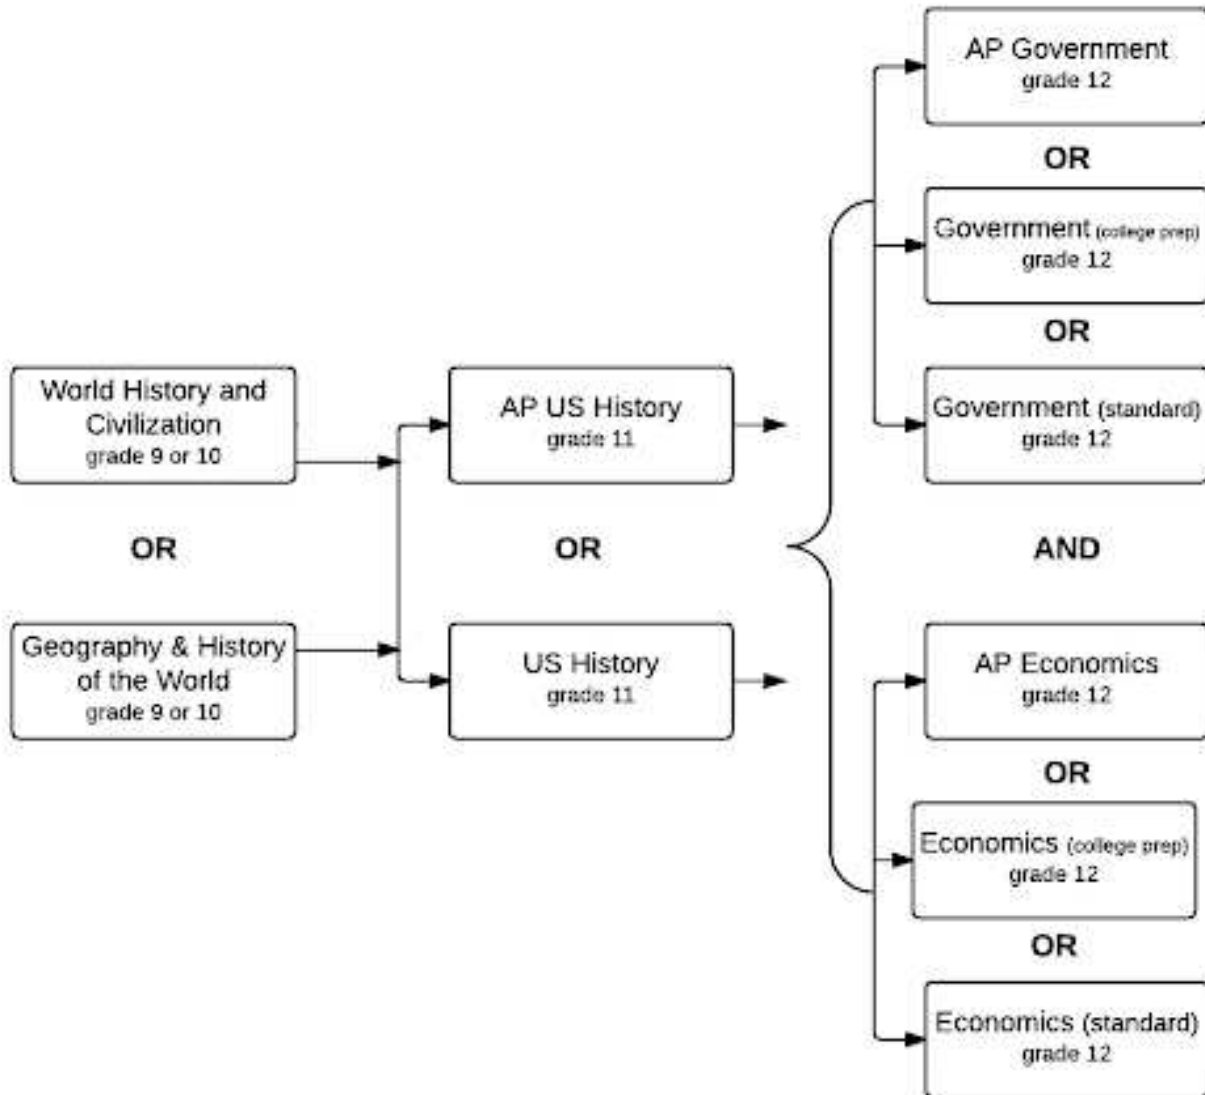 World History and
Civilization
grade 9 or 10
OR
Geography & History
of the World
grade 9 or 10
AP US History
grade 11
OR
US History
grade 11
AP Government
grade 12
OR
Government (college prep)
grade 12
OR
Government (standard)
grade 12
AND
AP Economics
grade 12
OR
Economics (college prep)
grade 12
OR
Economics (standard)
grade 12